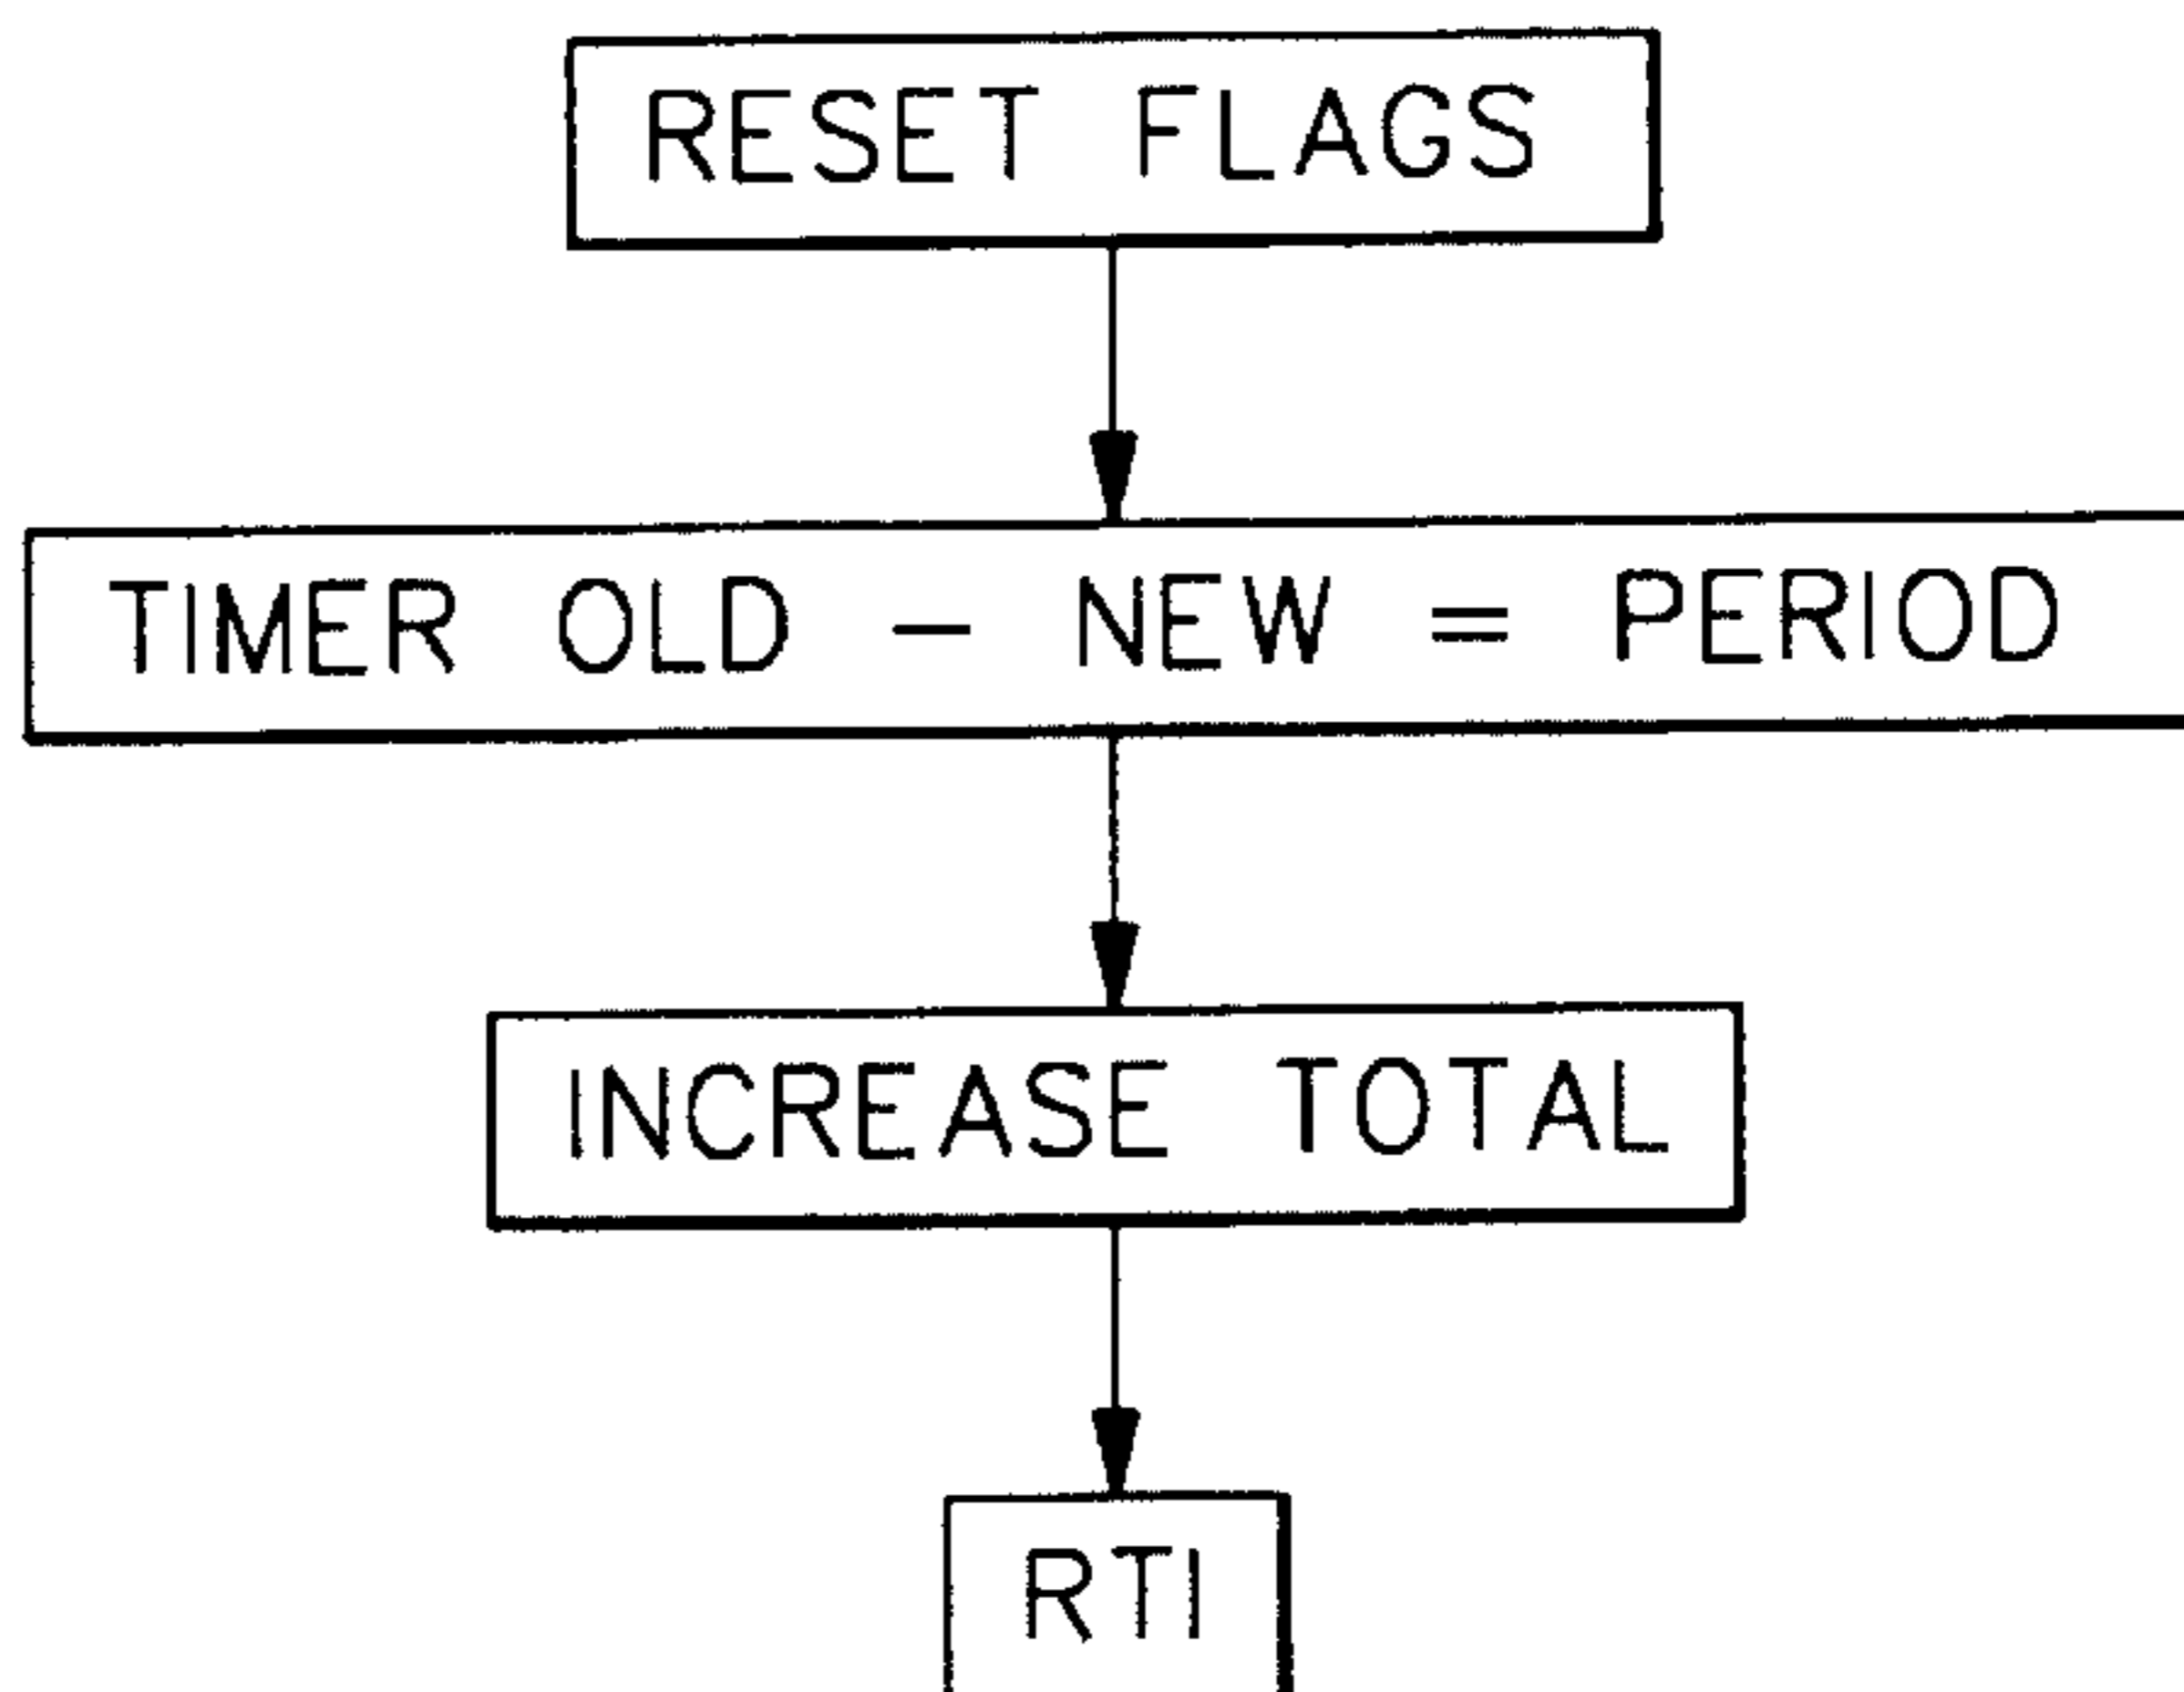 RESET FLAGS
TIMER OLD - NEW = PERIOD
INCREASE TOTAL
RTI